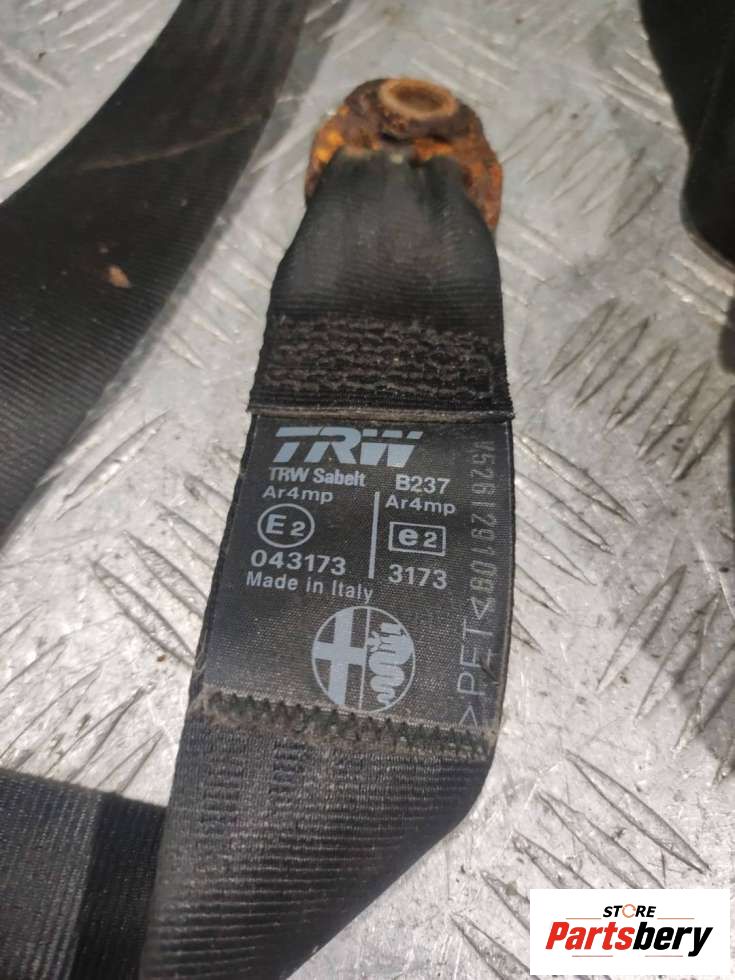 TRW
TRW Sabelt B237
Ar4mp Ar4mp
E2 e2
043173 3173
Made in Italy
>PET<
STORE
Partsbery